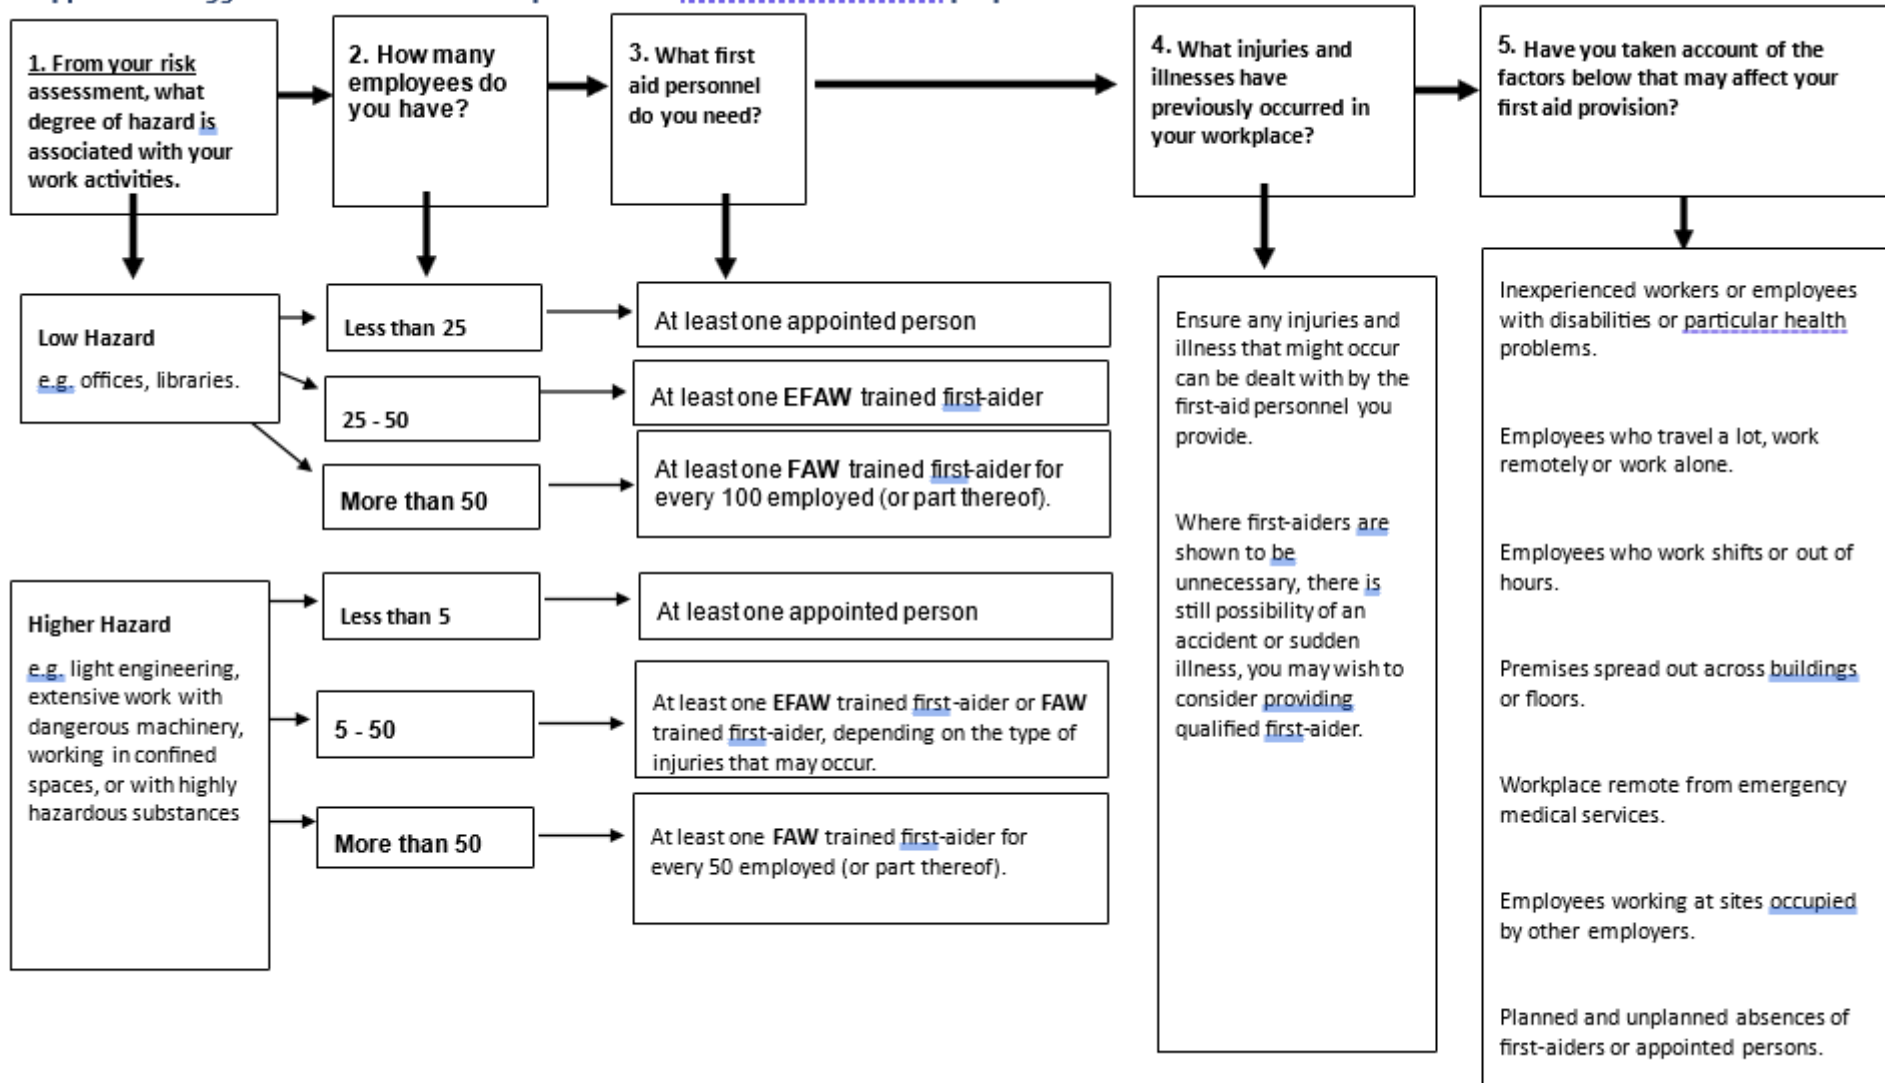 1. From your risk
assessment, what
degree of hazard is
associated with your
work activities.
2. How many
employees do
you have?
3. What first
aid personnel
do you need?
4. What injuries and
illnesses have
previously occurred in
your workplace?
5. Have you taken account of the
factors below that may affect your
first aid provision?
Low Hazard
e.g. offices, libraries.
Less than 25
At least one appointed person
25 - 50
At least one EFAW trained first-aider
More than 50
At least one FAW trained first-aider for
every 100 employed (or part thereof).
Higher Hazard
e.g. light engineering,
extensive work with
dangerous machinery,
working in confined
spaces, or with highly
hazardous substances
Less than 5
At least one appointed person
5 - 50
At least one EFAW trained first-aider or FAW
trained first-aider, depending on the type of
injuries that may occur.
More than 50
At least one FAW trained first-aider for
every 50 employed (or part thereof).
Ensure any injuries and
illness that might occur
can be dealt with by the
first-aid personnel you
provide.
Where first-aiders are
shown to be
unnecessary, there is
still possibility of an
accident or sudden
illness, you may wish to
consider providing
qualified first-aider.
Inexperienced workers or employees
with disabilities or particular health
problems.
Employees who travel a lot, work
remotely or work alone.
Employees who work shifts or out of
hours.
Premises spread out across buildings
or floors.
Workplace remote from emergency
medical services.
Employees working at sites occupied
by other employers.
Planned and unplanned absences of
first-aiders or appointed persons.